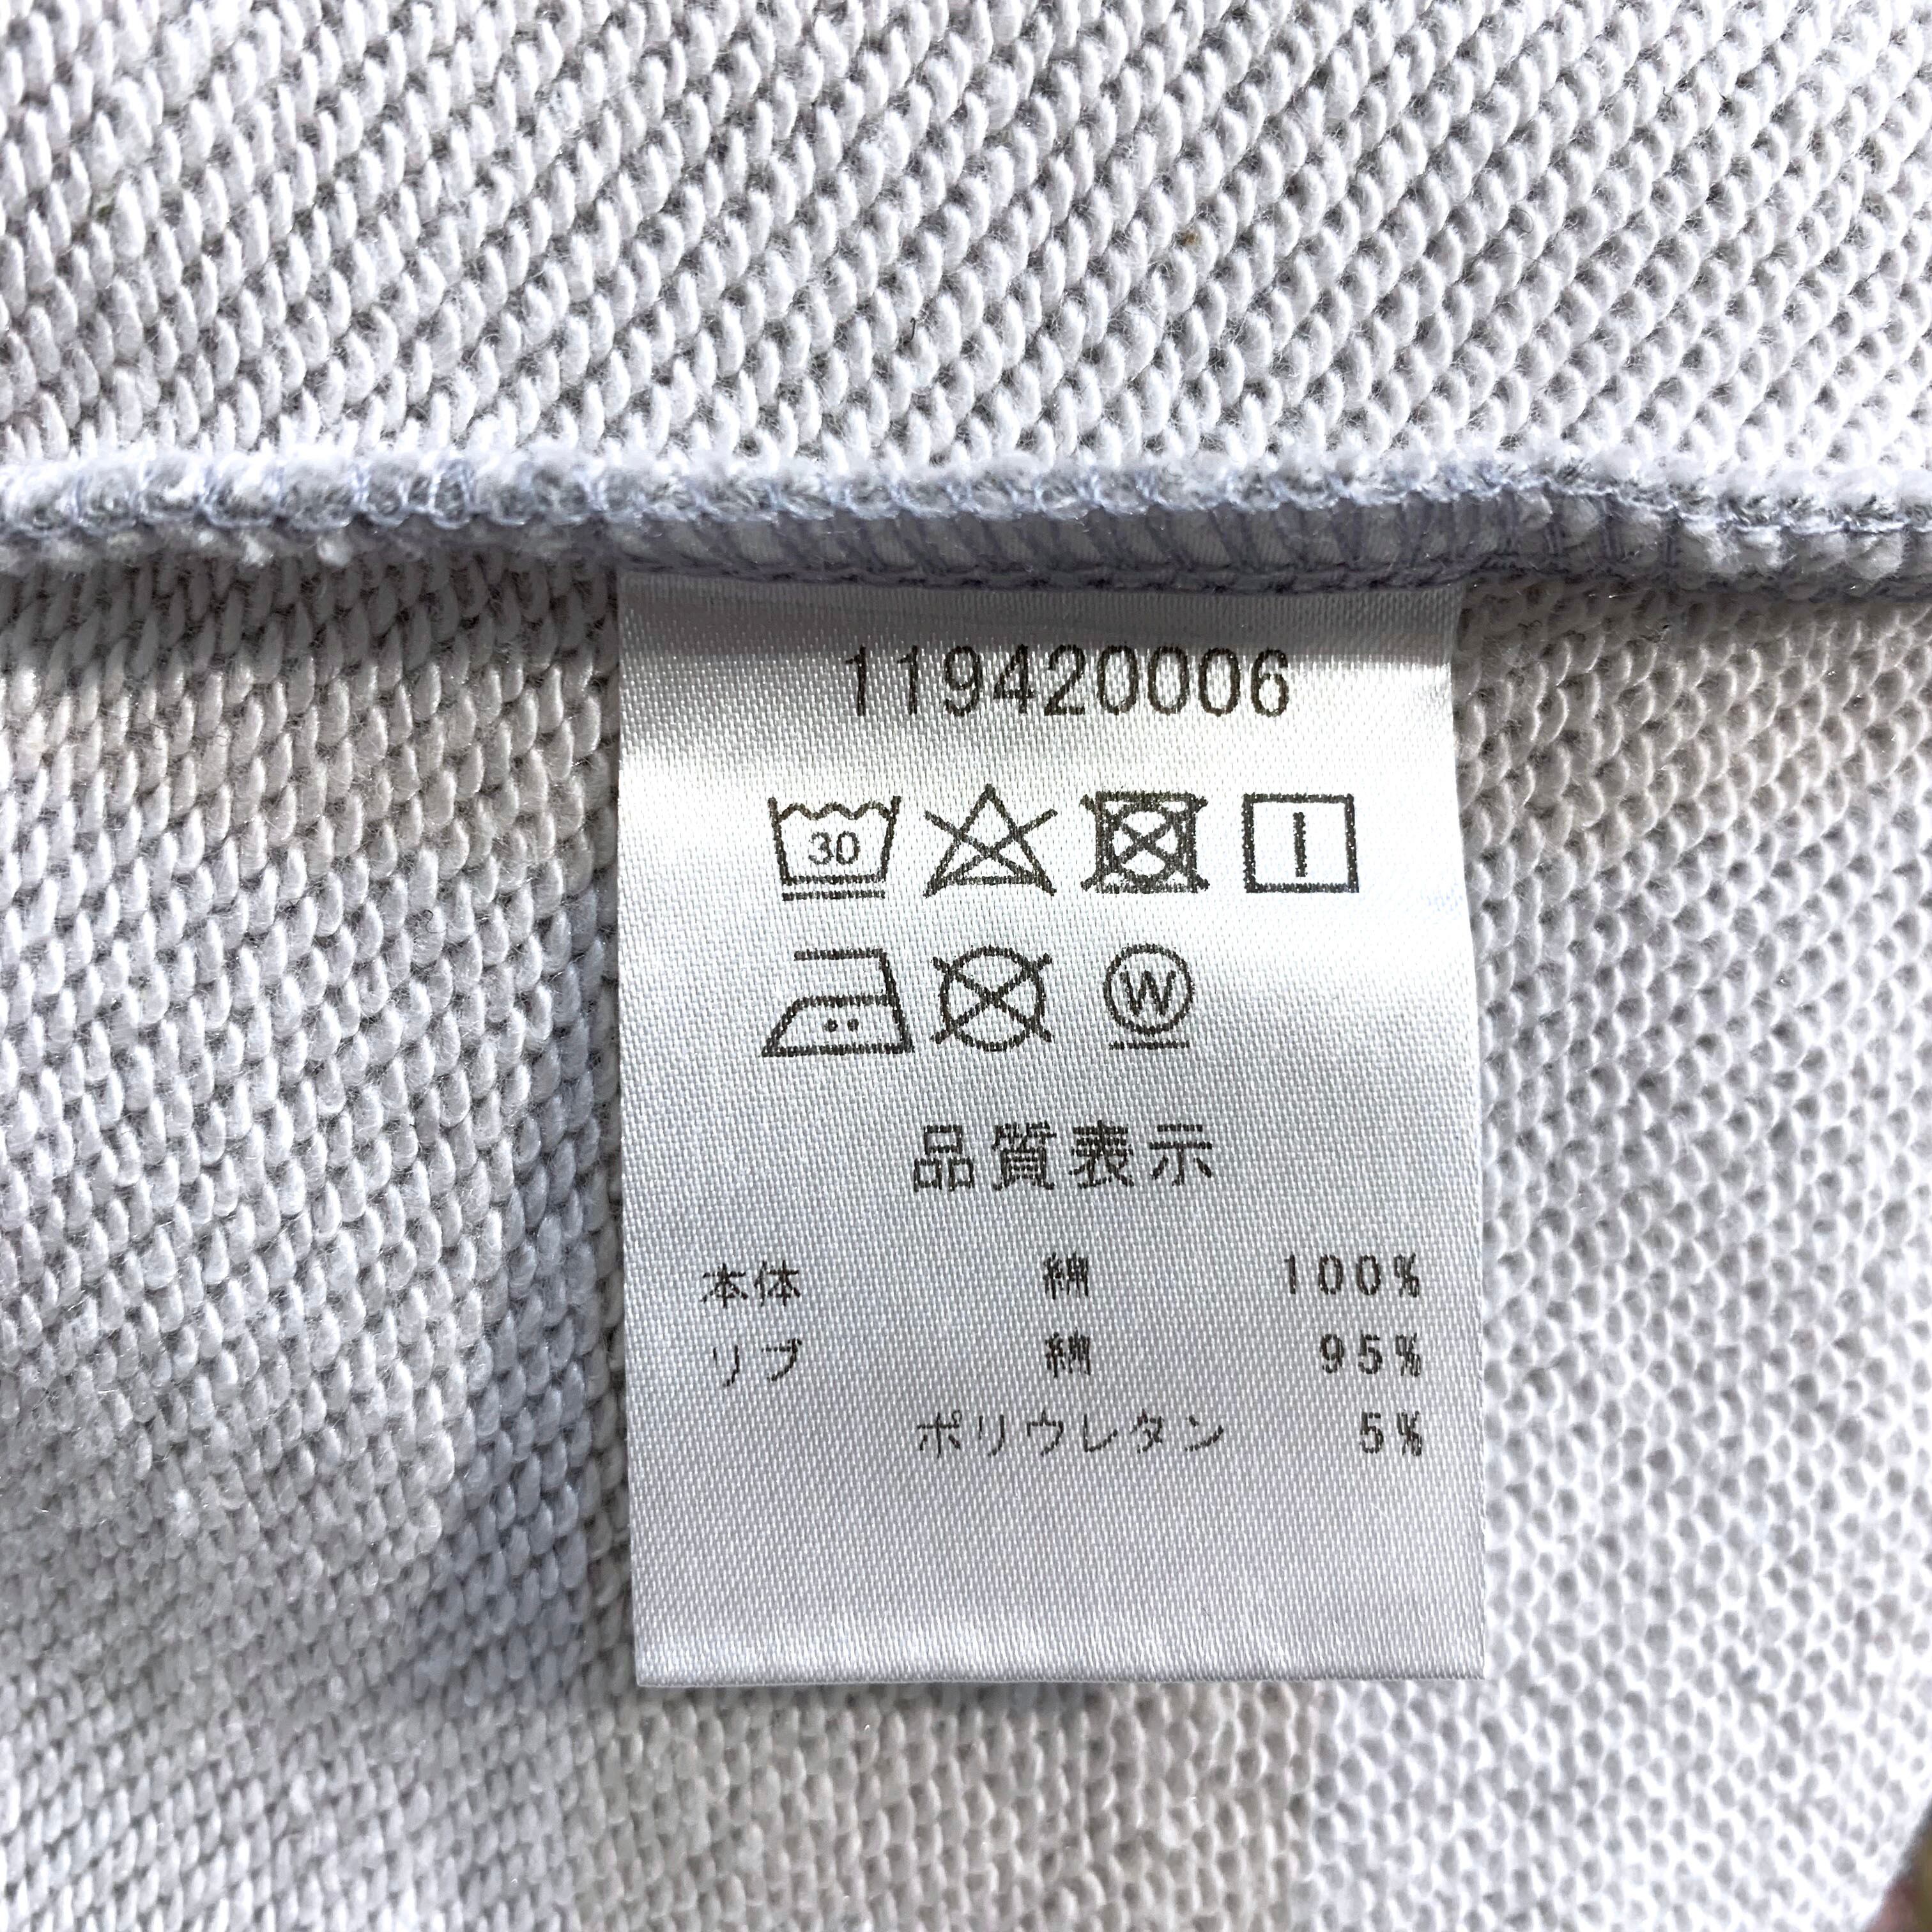 119420006
30
W
品質表示
本体 綿 100%
リブ 綿 95%
ポリウレタン 5%